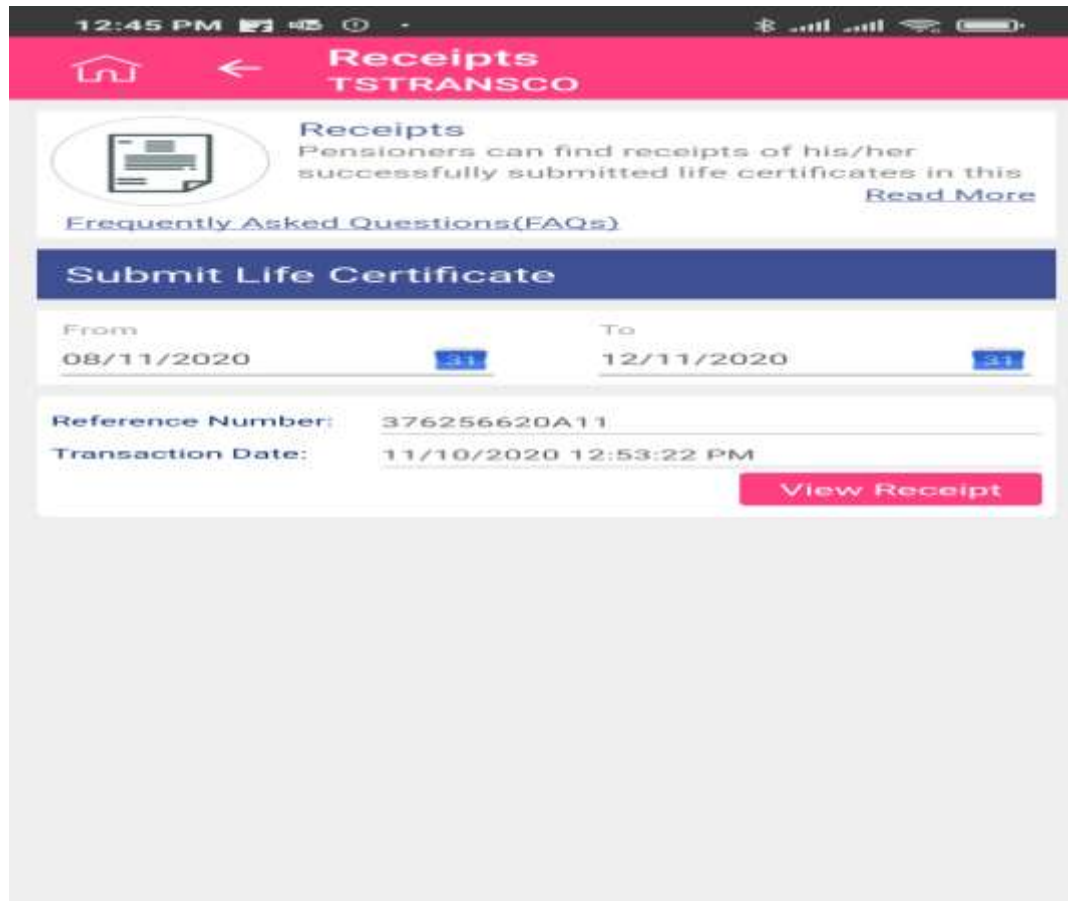 12:45 PM
Receipts
TSTRANSCO
Receipts
Pensioners can find receipts of his/her
successfully submitted life certificates in this
Read More
Frequently Asked Questions(FAQs)
Submit Life Certificate
From To
08/11/2020 31 12/11/2020 31
Reference Number: 376256620A11
Transaction Date: 11/10/2020 12:53:22 PM
View Receipt